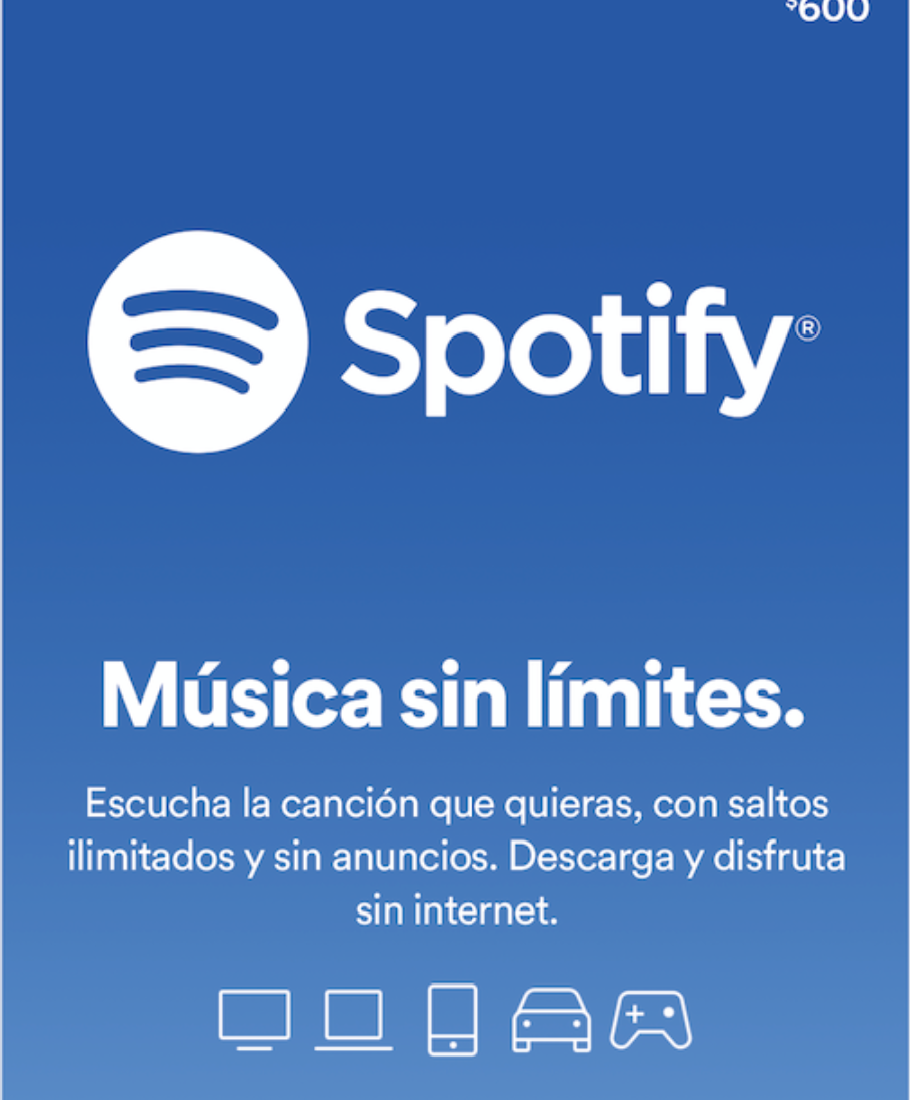 $600
Spotify®
Música sin límites.
Escucha la canción que quieras, con saltos
ilimitados y sin anuncios. Descarga y disfruta
sin internet.